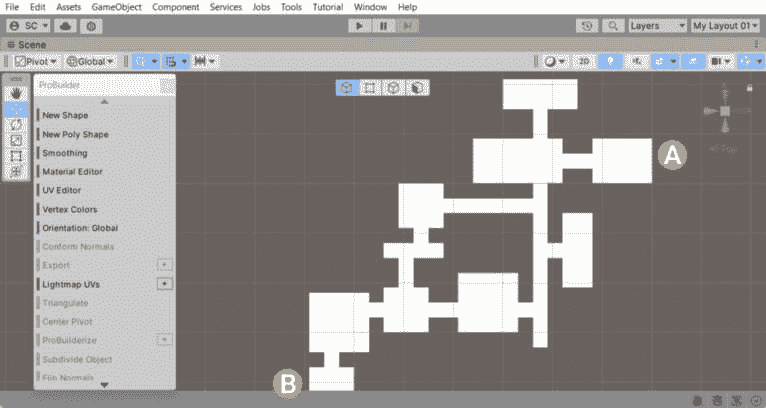 File Edit Assets GameObject Component Services Jobs Tools Tutorial Window Help
SC Layers My Layout 01
Scene
Pivot Global 2D
ProBuilder
New Shape
New Poly Shape
Smoothing
Material Editor
UV Editor
Vertex Colors
Orientation: Global
Conform Normals
Export +
Lightmap UVs +
Triangulate
Center Pivot
ProBuilderize +
Subdivide Object
Flip Normals
A
B